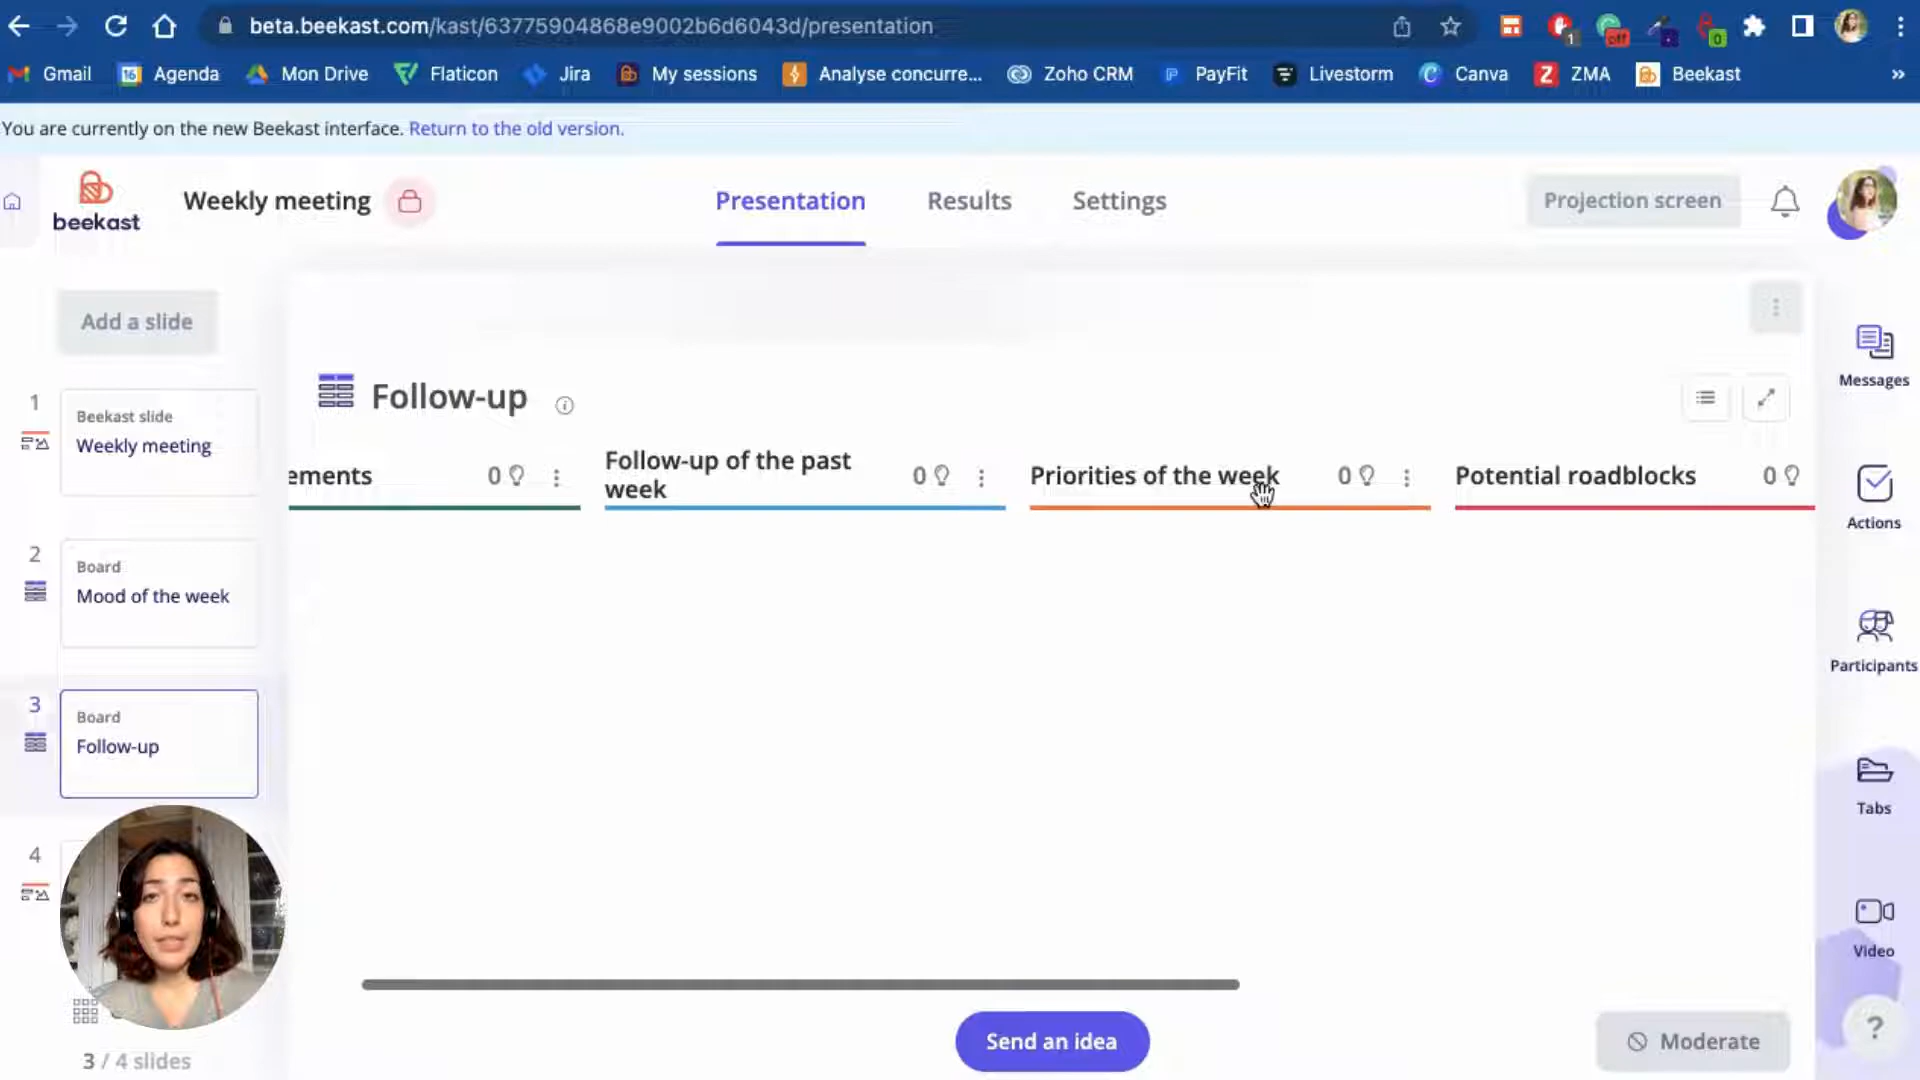 beta.beekast.com/kast/63775904868e9002b6d6043d/presentation
1
off
0
Gmail
16
Agenda
Mon Drive
Flaticon
Jira
My sessions
Analyse concurre...
Zoho CRM
PayFit
Livestorm
Canva
ZMA
Beekast
»
You are currently on the new Beekast interface. Return to the old version.
beekast
Weekly meeting
Presentation
Results
Settings
Projection screen
Add a slide
1
Beekast slide
Weekly meeting
2
Board
Mood of the week
3
Board
Follow-up
4
3 / 4 slides
Follow-up
ements
0
Follow-up of the past
week
0
Priorities of the week
0
Potential roadblocks
0
Send an idea
Moderate
Messages
Actions
Participants
Tabs
Video
?